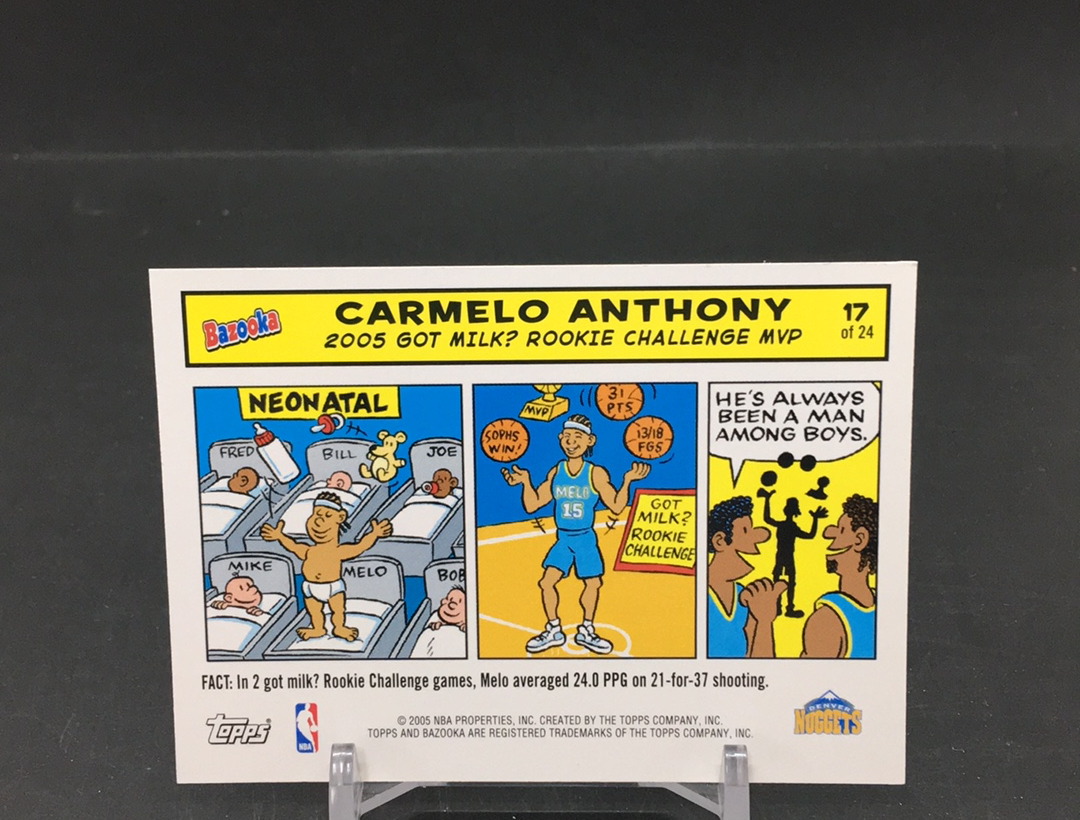 Bazooka
CARMELO ANTHONY
2005 GOT MILK? ROOKIE CHALLENGE MVP
17
of 24
NEONATAL
FRED
BILL
JOE
MIKE
MELO
BOB
MVP
31
PTS
SOPHS
WIN!
13/18
FGS
MELO
15
GOT
MILK?
ROOKIE
CHALLENGE
HE'S ALWAYS
BEEN A MAN
AMONG BOYS.
FACT: In 2 got milk? Rookie Challenge games, Melo averaged 24.0 PPG on 21-for-37 shooting.
Topps
NBA
© 2005 NBA PROPERTIES, INC. CREATED BY THE TOPPS COMPANY, INC.
TOPPS AND BAZOOKA ARE REGISTERED TRADEMARKS OF THE TOPPS COMPANY, INC.
DENVER
NUGGETS